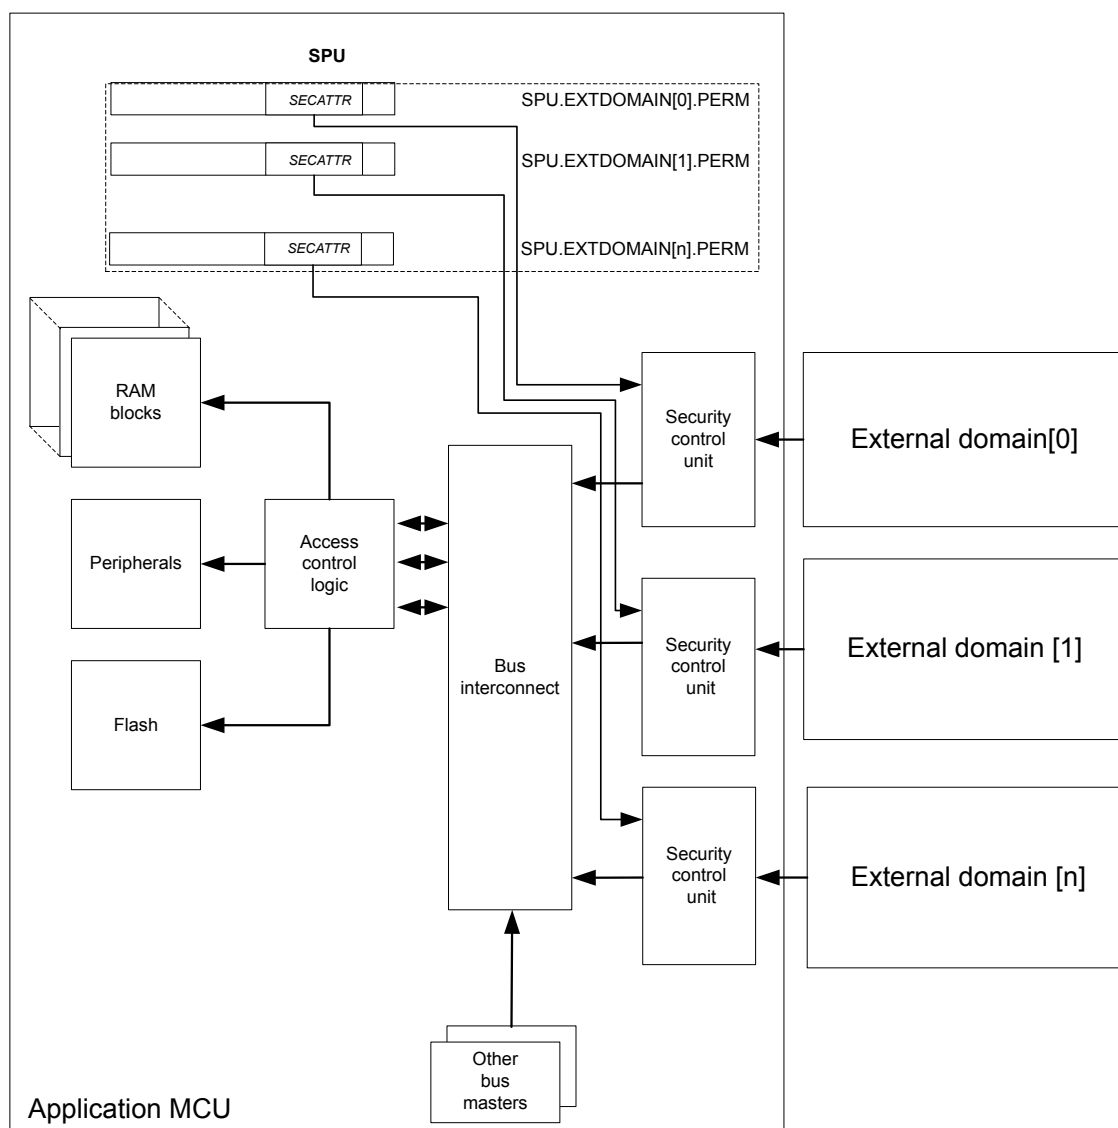 SPU
SECATTR
SPU.EXTDOMAIN[0].PERM
SECATTR
SPU.EXTDOMAIN[1].PERM
SECATTR
SPU.EXTDOMAIN[n].PERM
RAM
blocks
Peripherals
Flash
Access
control
logic
Bus
interconnect
Security
control
unit
External domain[0]
Security
control
unit
External domain [1]
Security
control
unit
External domain [n]
Other
bus
masters
Application MCU